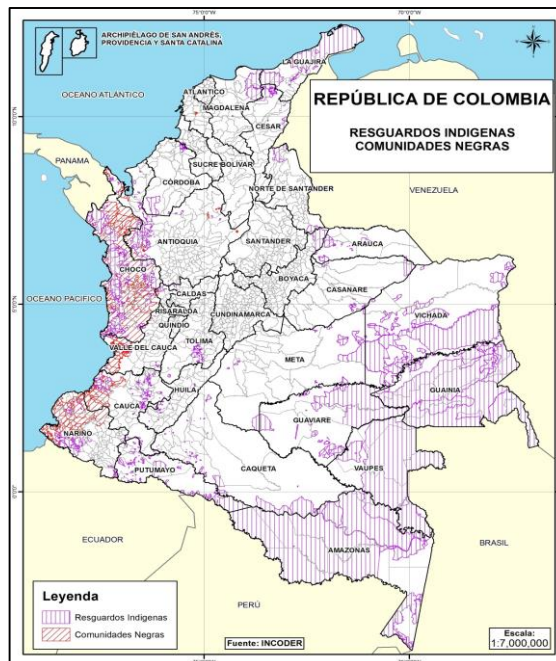 ARCHIPIÉLAGO DE SAN ANDRÉS,
PROVIDENCIA Y SANTA CATALINA
REPÚBLICA DE COLOMBIA
RESGUARDOS INDIGENAS
COMUNIDADES NEGRAS
OCEANO ATLÁNTICO
PANAMA
VENEZUELA
OCEANO PACIFICO
ECUADOR
PERÚ
BRASIL
LA GUAJIRA
ATLANTICO
MAGDALENA
CESAR
SUCRE
BOLÍVAR
CÓRDOBA
NORTE DE SANTANDER
ANTIOQUIA
SANTANDER
ARAUCA
CHOCO
BOYACA
CASANARE
CALDAS
RISARALDA
CUNDINAMARCA
VICHADA
QUINDIO
VALLE DEL CAUCA
TOLIMA
META
GUAINIA
HUILA
CAUCA
GUAVIARE
NARIÑO
VAUPES
PUTUMAYO
CAQUETA
AMAZONAS
Leyenda
Resguardos Indigenas
Comunidades Negras
Fuente: INCODER
Escala:
1:7,000,000